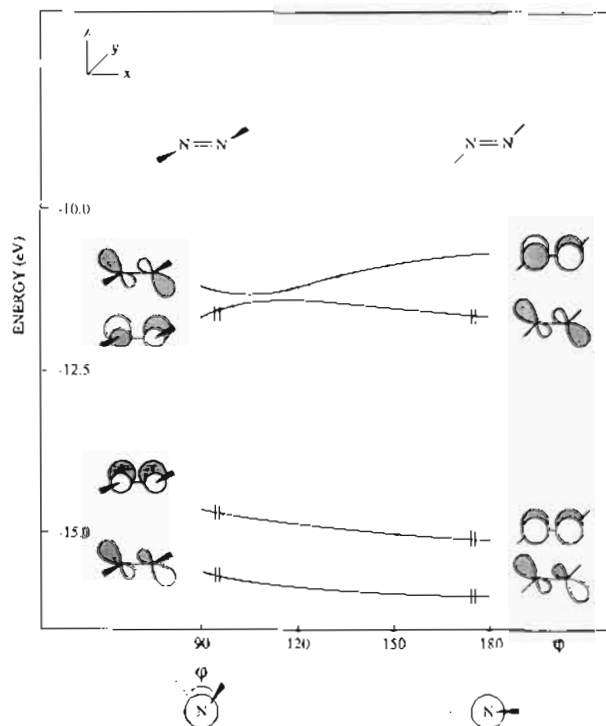 z
y
x
N=N
N=N
ENERGY (eV)
-10.0
-12.5
-15.0
90
120
150
180
φ
φ
N
N